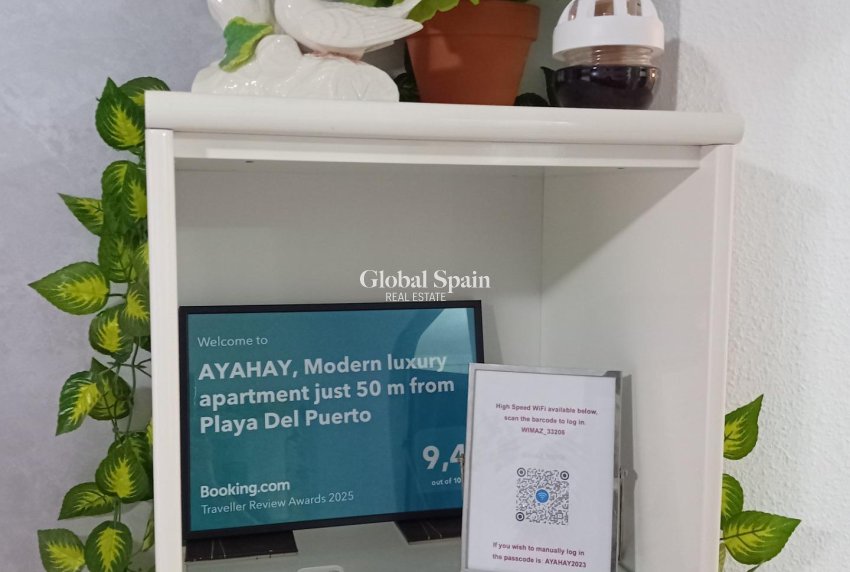 Global Spain
REAL ESTATE
Welcome to
AYAHAY, Modern luxury
apartment just 50 m from
Playa Del Puerto
9,4
out of 10
Booking.com
Traveller Review Awards 2025
High Speed WiFi available below,
scan the barcode to log in.
WIMAZ_33208
If you wish to manually log in
the passcode is: AYAHAY2023